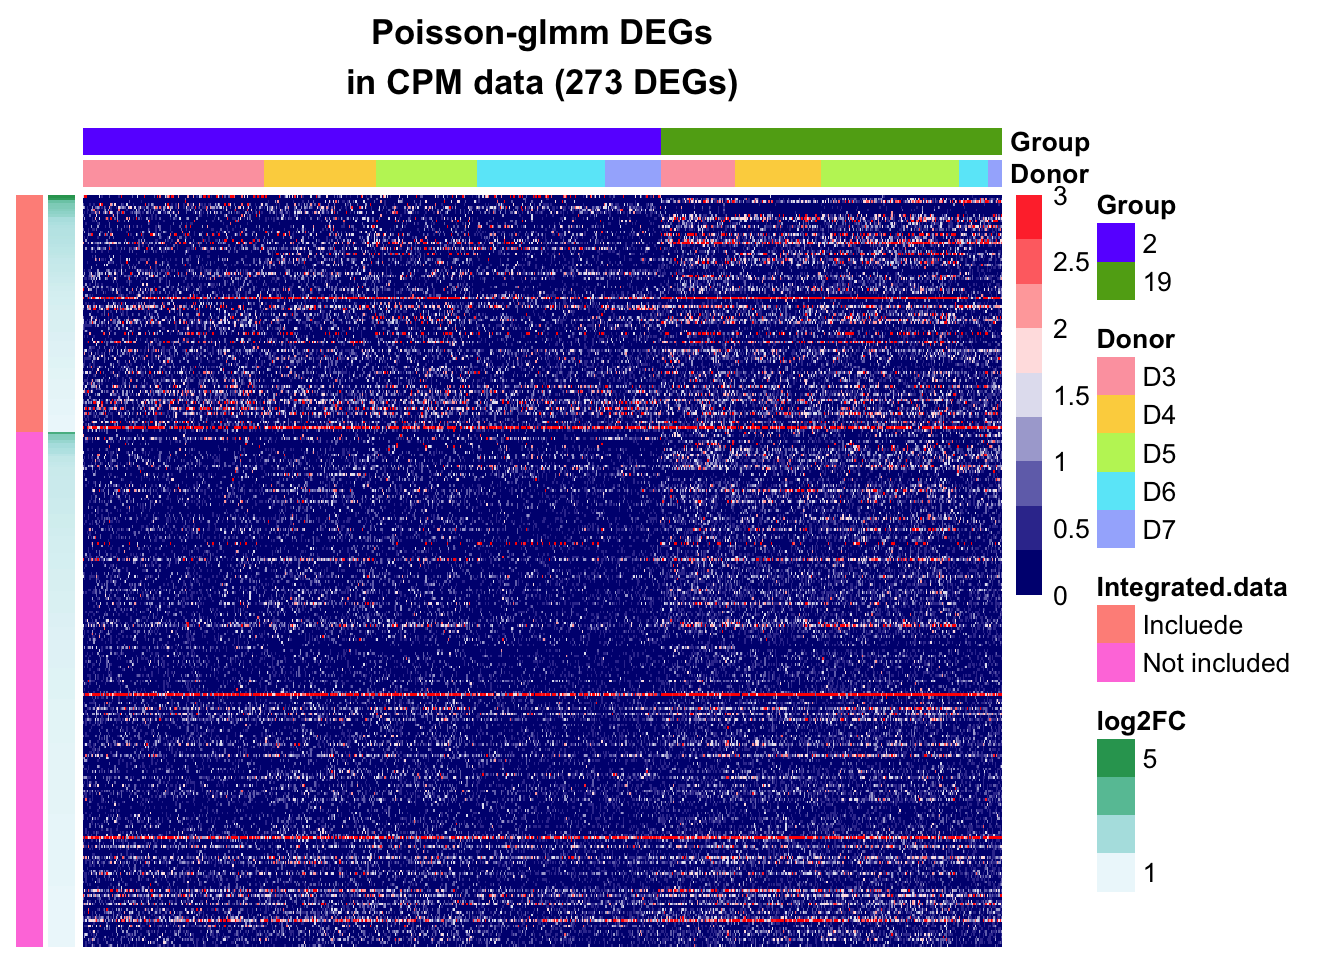 Poisson-glmm DEGs
in CPM data (273 DEGs)
Group
Donor
3
2.5
2
1.5
1
0.5
0
Group
2
19
Donor
D3
D4
D5
D6
D7
Integrated.data
Incluede
Not included
log2FC
5
1